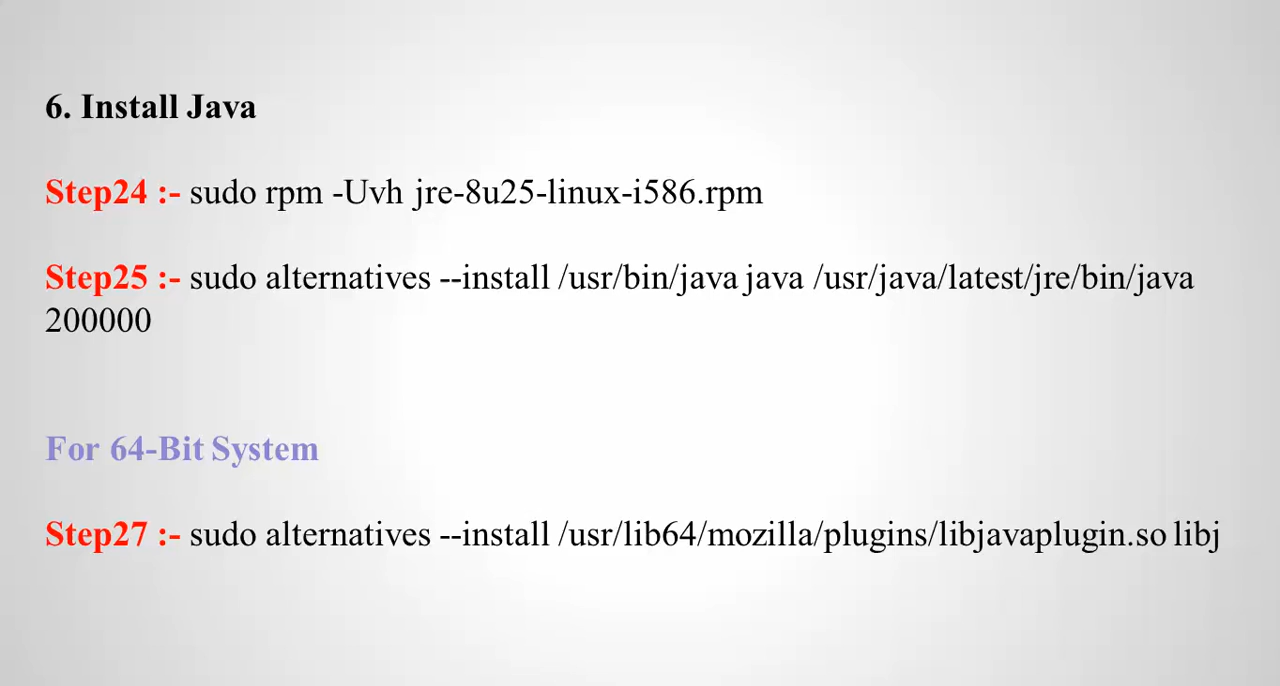 6. Install Java
Step24 :- sudo rpm -Uvh jre-8u25-linux-i586.rpm
Step25 :- sudo alternatives --install /usr/bin/java java /usr/java/latest/jre/bin/java
200000
For 64-Bit System
Step27 :- sudo alternatives --install /usr/lib64/mozilla/plugins/libjavaplugin.so libj